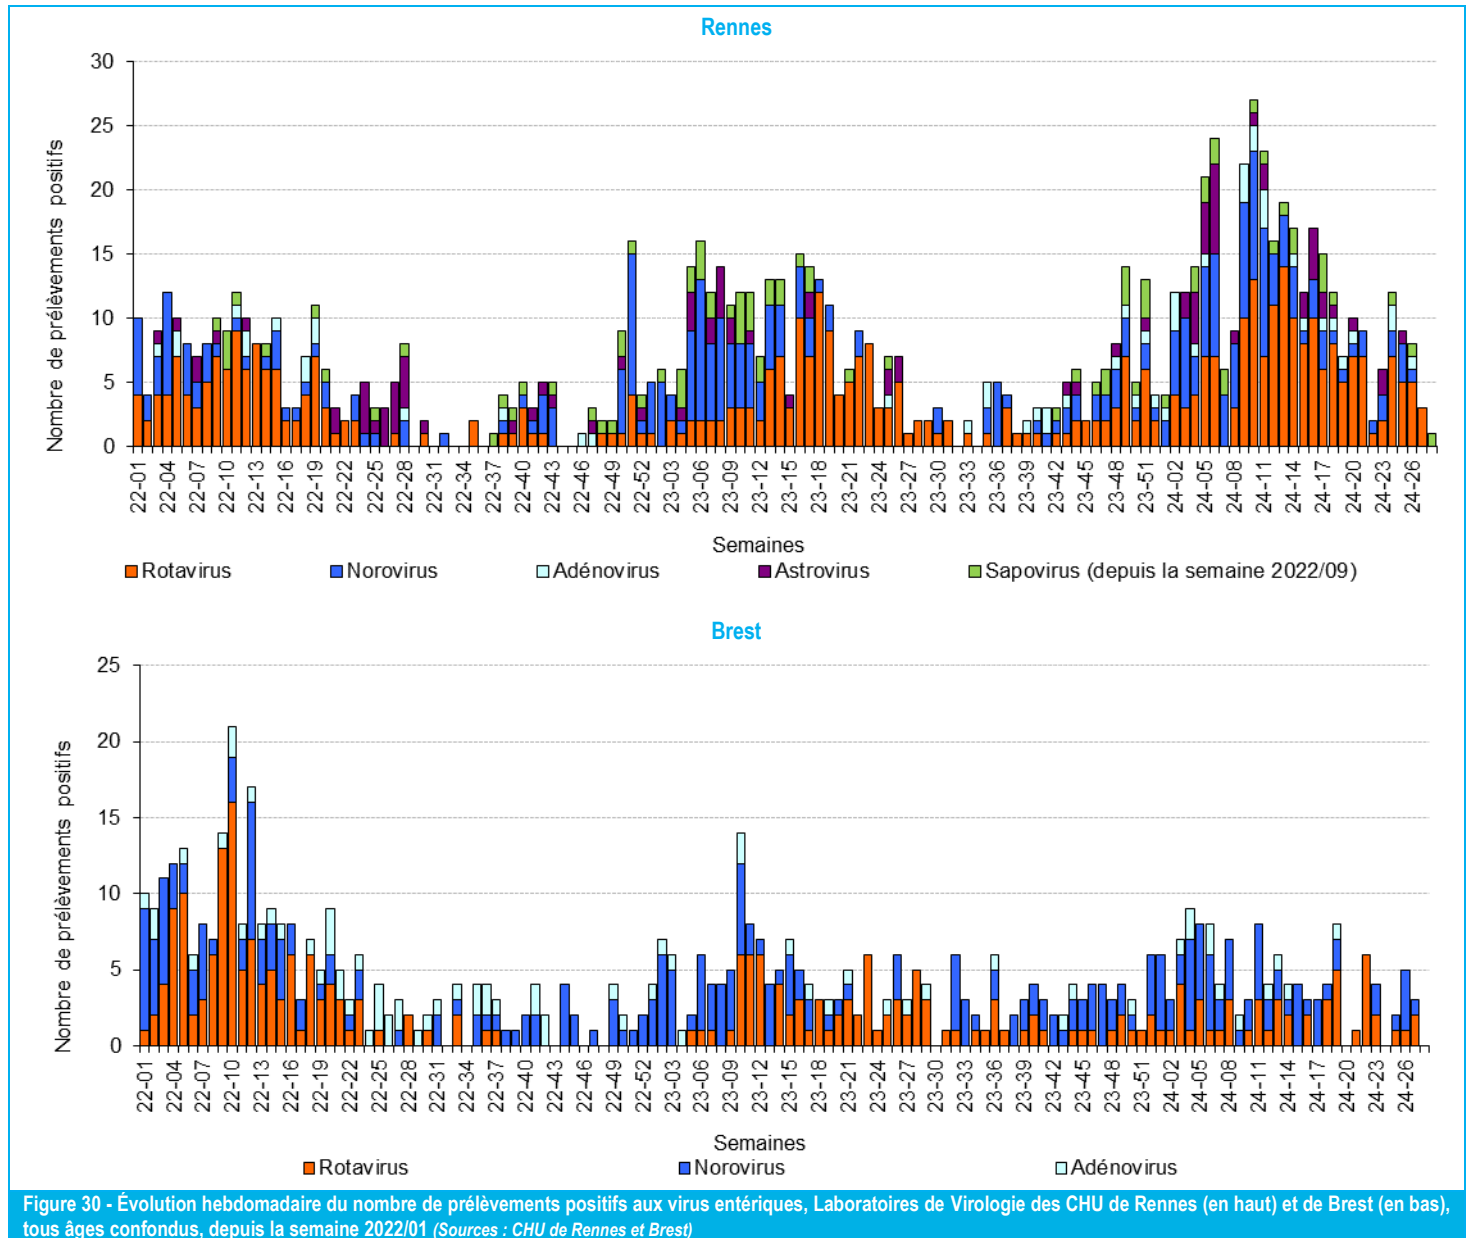 Rennes
30
25
20
15
10
5
0
Nombre de prélèvements positifs
22-01 22-04 22-07 22-10 22-13 22-16 22-19 22-22 22-25 22-28 22-31 22-34 22-37 22-40 22-43 22-46 22-49 22-52 23-03 23-06 23-09 23-12 23-15 23-18 23-21 23-24 23-27 23-30 23-33 23-36 23-39 23-42 23-45 23-48 23-51 24-02 24-05 24-08 24-11 24-14 24-17 24-20 24-23 24-26
Semaines
Rotavirus Norovirus Adénovirus Astrovirus Sapovirus (depuis la semaine 2022/09)
Brest
25
20
15
10
5
0
Nombre de prélèvements positifs
22-01 22-04 22-07 22-10 22-13 22-16 22-19 22-22 22-25 22-28 22-31 22-34 22-37 22-40 22-43 22-46 22-49 22-52 23-03 23-06 23-09 23-12 23-15 23-18 23-21 23-24 23-27 23-30 23-33 23-36 23-39 23-42 23-45 23-48 23-51 24-02 24-05 24-08 24-11 24-14 24-17 24-20 24-23 24-26
Semaines
Rotavirus Norovirus Adénovirus
Figure 30 - Évolution hebdomadaire du nombre de prélèvements positifs aux virus entériques, Laboratoires de Virologie des CHU de Rennes (en haut) et de Brest (en bas),
tous âges confondus, depuis la semaine 2022/01 (Sources : CHU de Rennes et Brest)